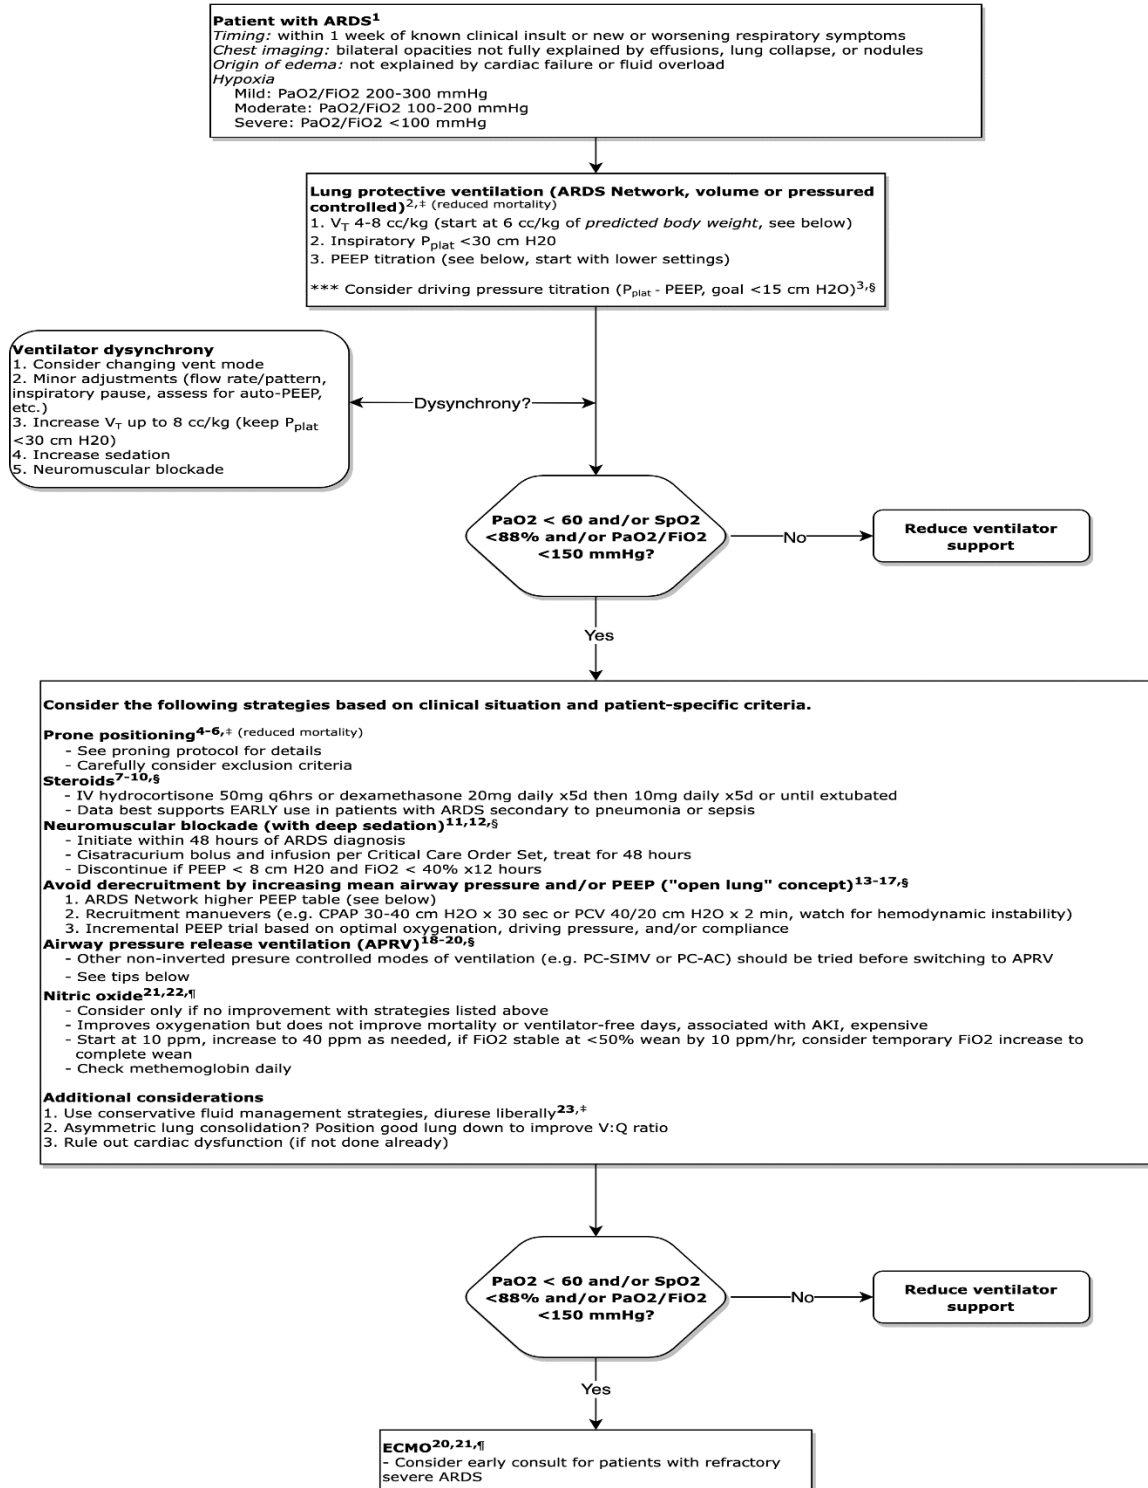 Patient with ARDS1
Timing: within 1 week of known clinical insult or new or worsening respiratory symptoms
Chest imaging: bilateral opacities not fully explained by effusions, lung collapse, or nodules
Origin of edema: not explained by cardiac failure or fluid overload
Hypoxia
Mild: PaO2/FiO2 200-300 mmHg
Moderate: PaO2/FiO2 100-200 mmHg
Severe: PaO2/FiO2 <100 mmHg
Lung protective ventilation (ARDS Network, volume or pressured
controlled)2,‡ (reduced mortality)
1. VT 4-8 cc/kg (start at 6 cc/kg of predicted body weight, see below)
2. Inspiratory Pplat <30 cm H20
3. PEEP titration (see below, start with lower settings)
*** Consider driving pressure titration (Pplat - PEEP, goal <15 cm H2O)3,§
Ventilator dysynchrony
1. Consider changing vent mode
2. Minor adjustments (flow rate/pattern,
inspiratory pause, assess for auto-PEEP,
etc.)
3. Increase VT up to 8 cc/kg (keep Pplat
<30 cm H20)
4. Increase sedation
5. Neuromuscular blockade
Dysynchrony?
PaO2 < 60 and/or SpO2
<88% and/or PaO2/FiO2
<150 mmHg?
No
Reduce ventilator
support
Yes
Consider the following strategies based on clinical situation and patient-specific criteria.
Prone positioning4-6,‡ (reduced mortality)
- See proning protocol for details
- Carefully consider exclusion criteria
Steroids7-10,§
- IV hydrocortisone 50mg q6hrs or dexamethasone 20mg daily x5d then 10mg daily x5d or until extubated
- Data best supports EARLY use in patients with ARDS secondary to pneumonia or sepsis
Neuromuscular blockade (with deep sedation)11,12,§
- Initiate within 48 hours of ARDS diagnosis
- Cisatracurium bolus and infusion per Critical Care Order Set, treat for 48 hours
- Discontinue if PEEP < 8 cm H20 and FiO2 < 40% x12 hours
Avoid derecruitment by increasing mean airway pressure and/or PEEP ("open lung" concept)13-17,§
1. ARDS Network higher PEEP table (see below)
2. Recruitment manuevers (e.g. CPAP 30-40 cm H2O x 30 sec or PCV 40/20 cm H2O x 2 min, watch for hemodynamic instability)
3. Incremental PEEP trial based on optimal oxygenation, driving pressure, and/or compliance
Airway pressure release ventilation (APRV)18-20,§
- Other non-inverted presure controlled modes of ventilation (e.g. PC-SIMV or PC-AC) should be tried before switching to APRV
- See tips below
Nitric oxide21,22,¶
- Consider only if no improvement with strategies listed above
- Improves oxygenation but does not improve mortality or ventilator-free days, associated with AKI, expensive
- Start at 10 ppm, increase to 40 ppm as needed, if FiO2 stable at <50% wean by 10 ppm/hr, consider temporary FiO2 increase to
complete wean
- Check methemoglobin daily
Additional considerations
1. Use conservative fluid management strategies, diurese liberally23,‡
2. Asymmetric lung consolidation? Position good lung down to improve V:Q ratio
3. Rule out cardiac dysfunction (if not done already)
PaO2 < 60 and/or SpO2
<88% and/or PaO2/FiO2
<150 mmHg?
No
Reduce ventilator
support
Yes
ECMO20,21,¶
- Consider early consult for patients with refractory
severe ARDS